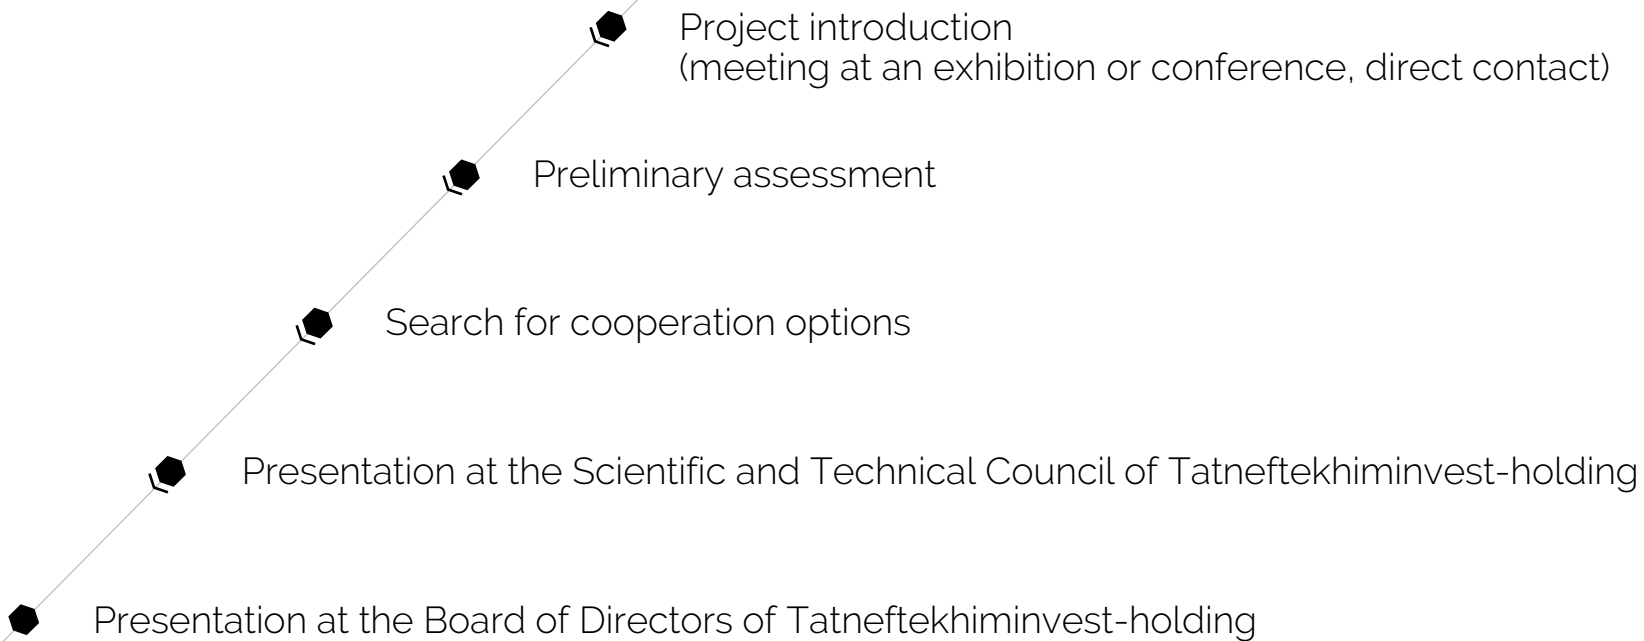 Project introduction
(meeting at an exhibition or conference, direct contact)
Preliminary assessment
Search for cooperation options
Presentation at the Scientific and Technical Council of Tatneftekhiminvest-holding
Presentation at the Board of Directors of Tatneftekhiminvest-holding